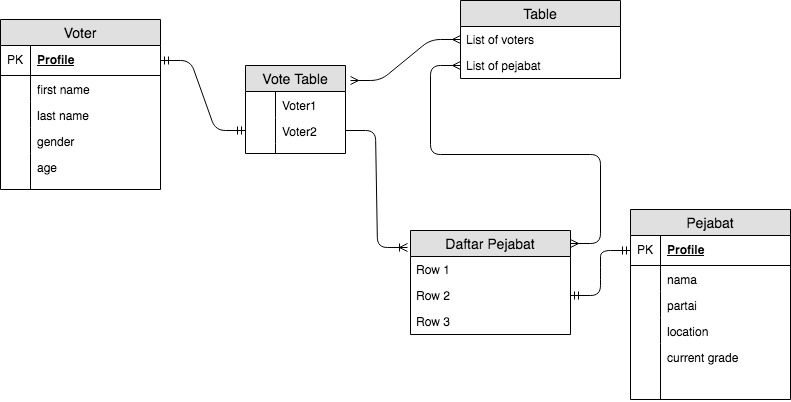 Voter
PK Profile
first name
last name
gender
age
Vote Table
Voter1
Voter2
Table
List of voters
List of pejabat
Daftar Pejabat
Row 1
Row 2
Row 3
Pejabat
PK Profile
nama
partai
location
current grade